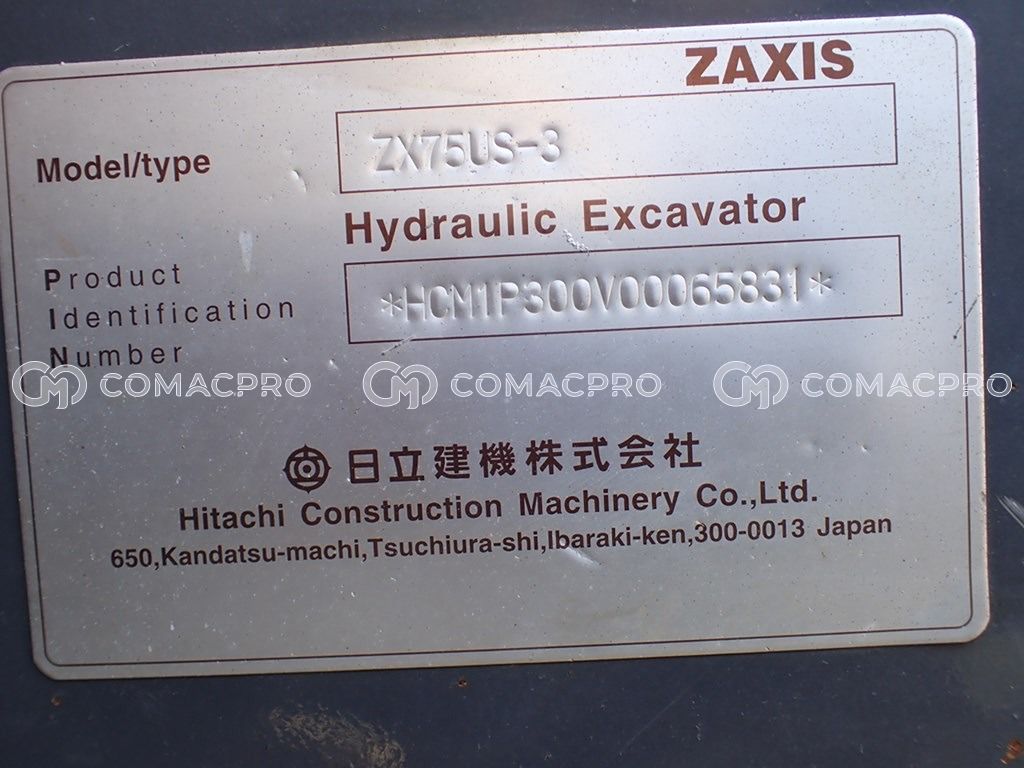 ZAXIS
Model/type ZX75US-3
Hydraulic Excavator
Product
Identification
Number
*HCM1P300V00065831*
COMACPRO COMACPRO COMACPRO
日立建機株式会社
Hitachi Construction Machinery Co.,Ltd.
650,Kandatsu-machi,Tsuchiura-shi,Ibaraki-ken,300-0013 Japan